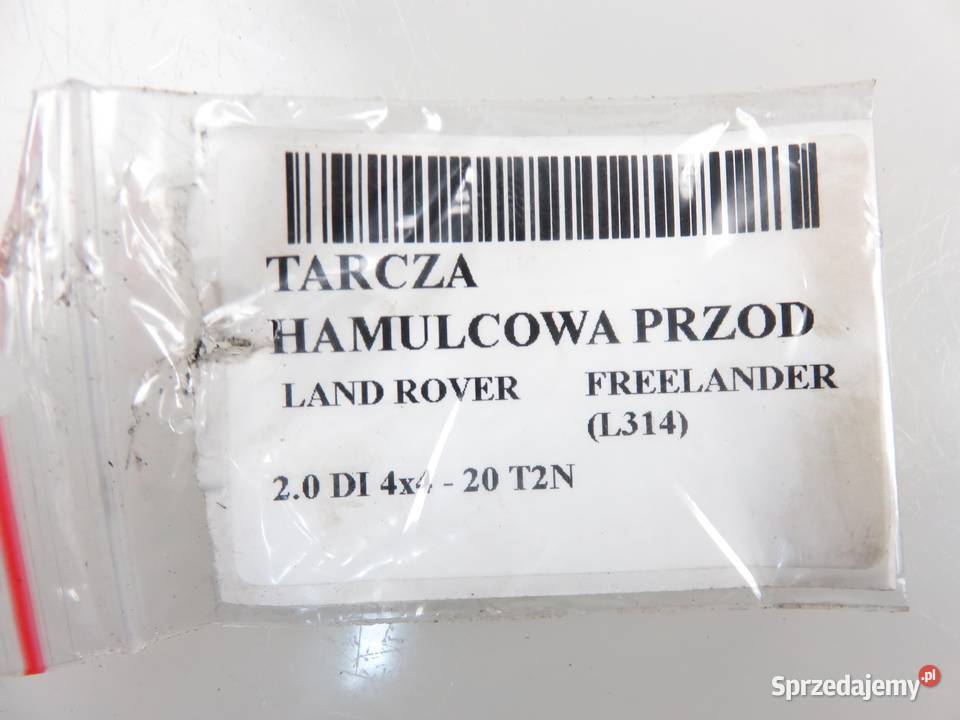 TARCZA
HAMULCOWA PRZOD
LAND ROVER FREELANDER
(L314)
2.0 DI 4x4 - 20 T2N
Sprzedajemy.pl